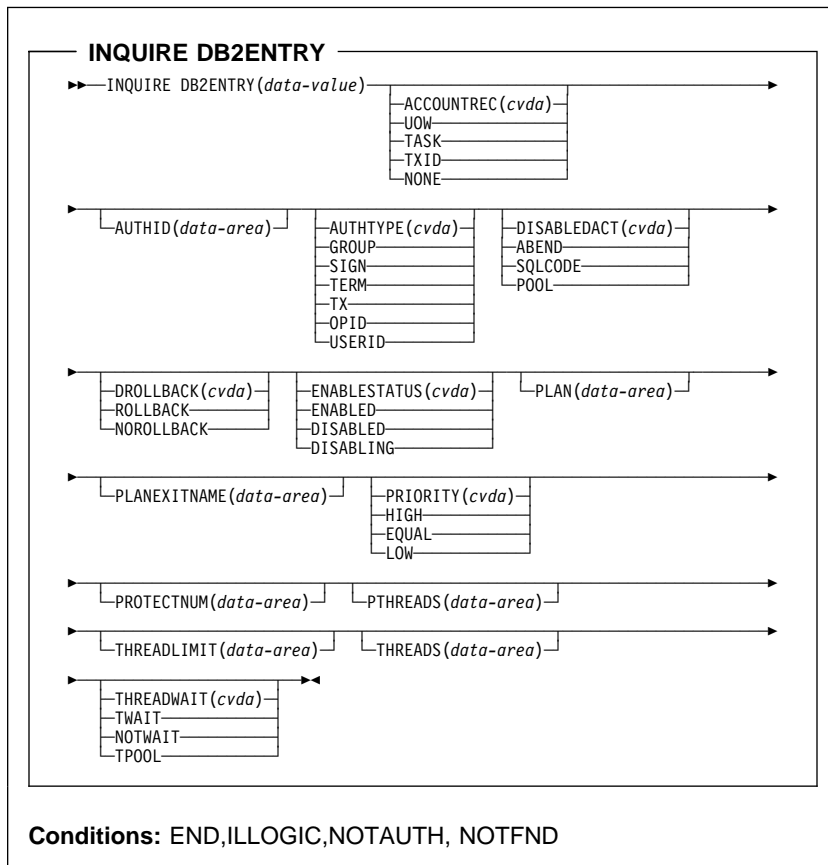 INQUIRE DB2ENTRY
INQUIRE DB2ENTRY(data-value)
ACCOUNTREC(cvda)
UOW
TASK
TXID
NONE
AUTHID(data-area) AUTHTYPE(cvda) DISABLEDACT(cvda)
GROUP ABEND
SIGN SQLCODE
TERM POOL
TX
OPID
USERID
DROLLBACK(cvda) ENABLESTATUS(cvda) PLAN(data-area)
ROLLBACK ENABLED
NOROLLBACK DISABLED
DISABLING
PLANEXITNAME(data-area) PRIORITY(cvda)
HIGH
EQUAL
LOW
PROTECTNUM(data-area) PTHREADS(data-area)
THREADLIMIT(data-area) THREADS(data-area)
THREADWAIT(cvda)
TWAIT
NOTWAIT
TPOOL
Conditions: END,ILLOGIC,NOTAUTH, NOTFND